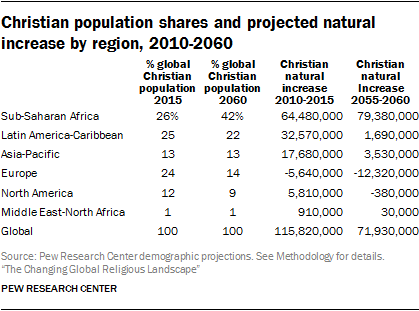 Christian population shares and projected natural
increase by region, 2010-2060
% global % global Christian Christian
Christian Christian natural natural
population population increase Increase
2015 2060 2010-2015 2055-2060
Sub-Saharan Africa 26% 42% 64,480,000 79,380,000
Latin America-Caribbean 25 22 32,570,000 1,690,000
Asia-Pacific 13 13 17,680,000 3,530,000
Europe 24 14 -5,640,000 -12,320,000
North America 12 9 5,810,000 -380,000
Middle East-North Africa 1 1 910,000 30,000
Global 100 100 115,820,000 71,930,000
Source: Pew Research Center demographic projections. See Methodology for details.
“The Changing Global Religious Landscape”
PEW RESEARCH CENTER